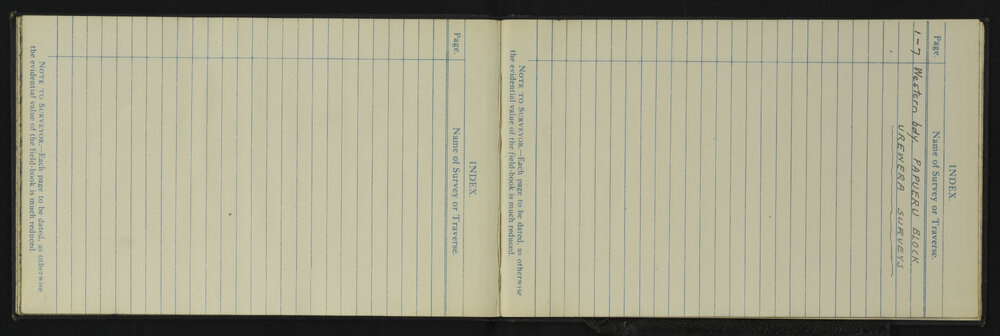 INDEX.
Page. Name of Survey or Traverse.
1-7 Western bdy. PAPUERU BLOCK
UREWERA SURVEYS
NOTE TO SURVEYOR.—Each page to be dated, as otherwise
the evidential value of the field-book is much reduced.
INDEX.
Page. Name of Survey or Traverse.
NOTE TO SURVEYOR.—Each page to be dated, as otherwise
the evidential value of the field-book is much reduced.